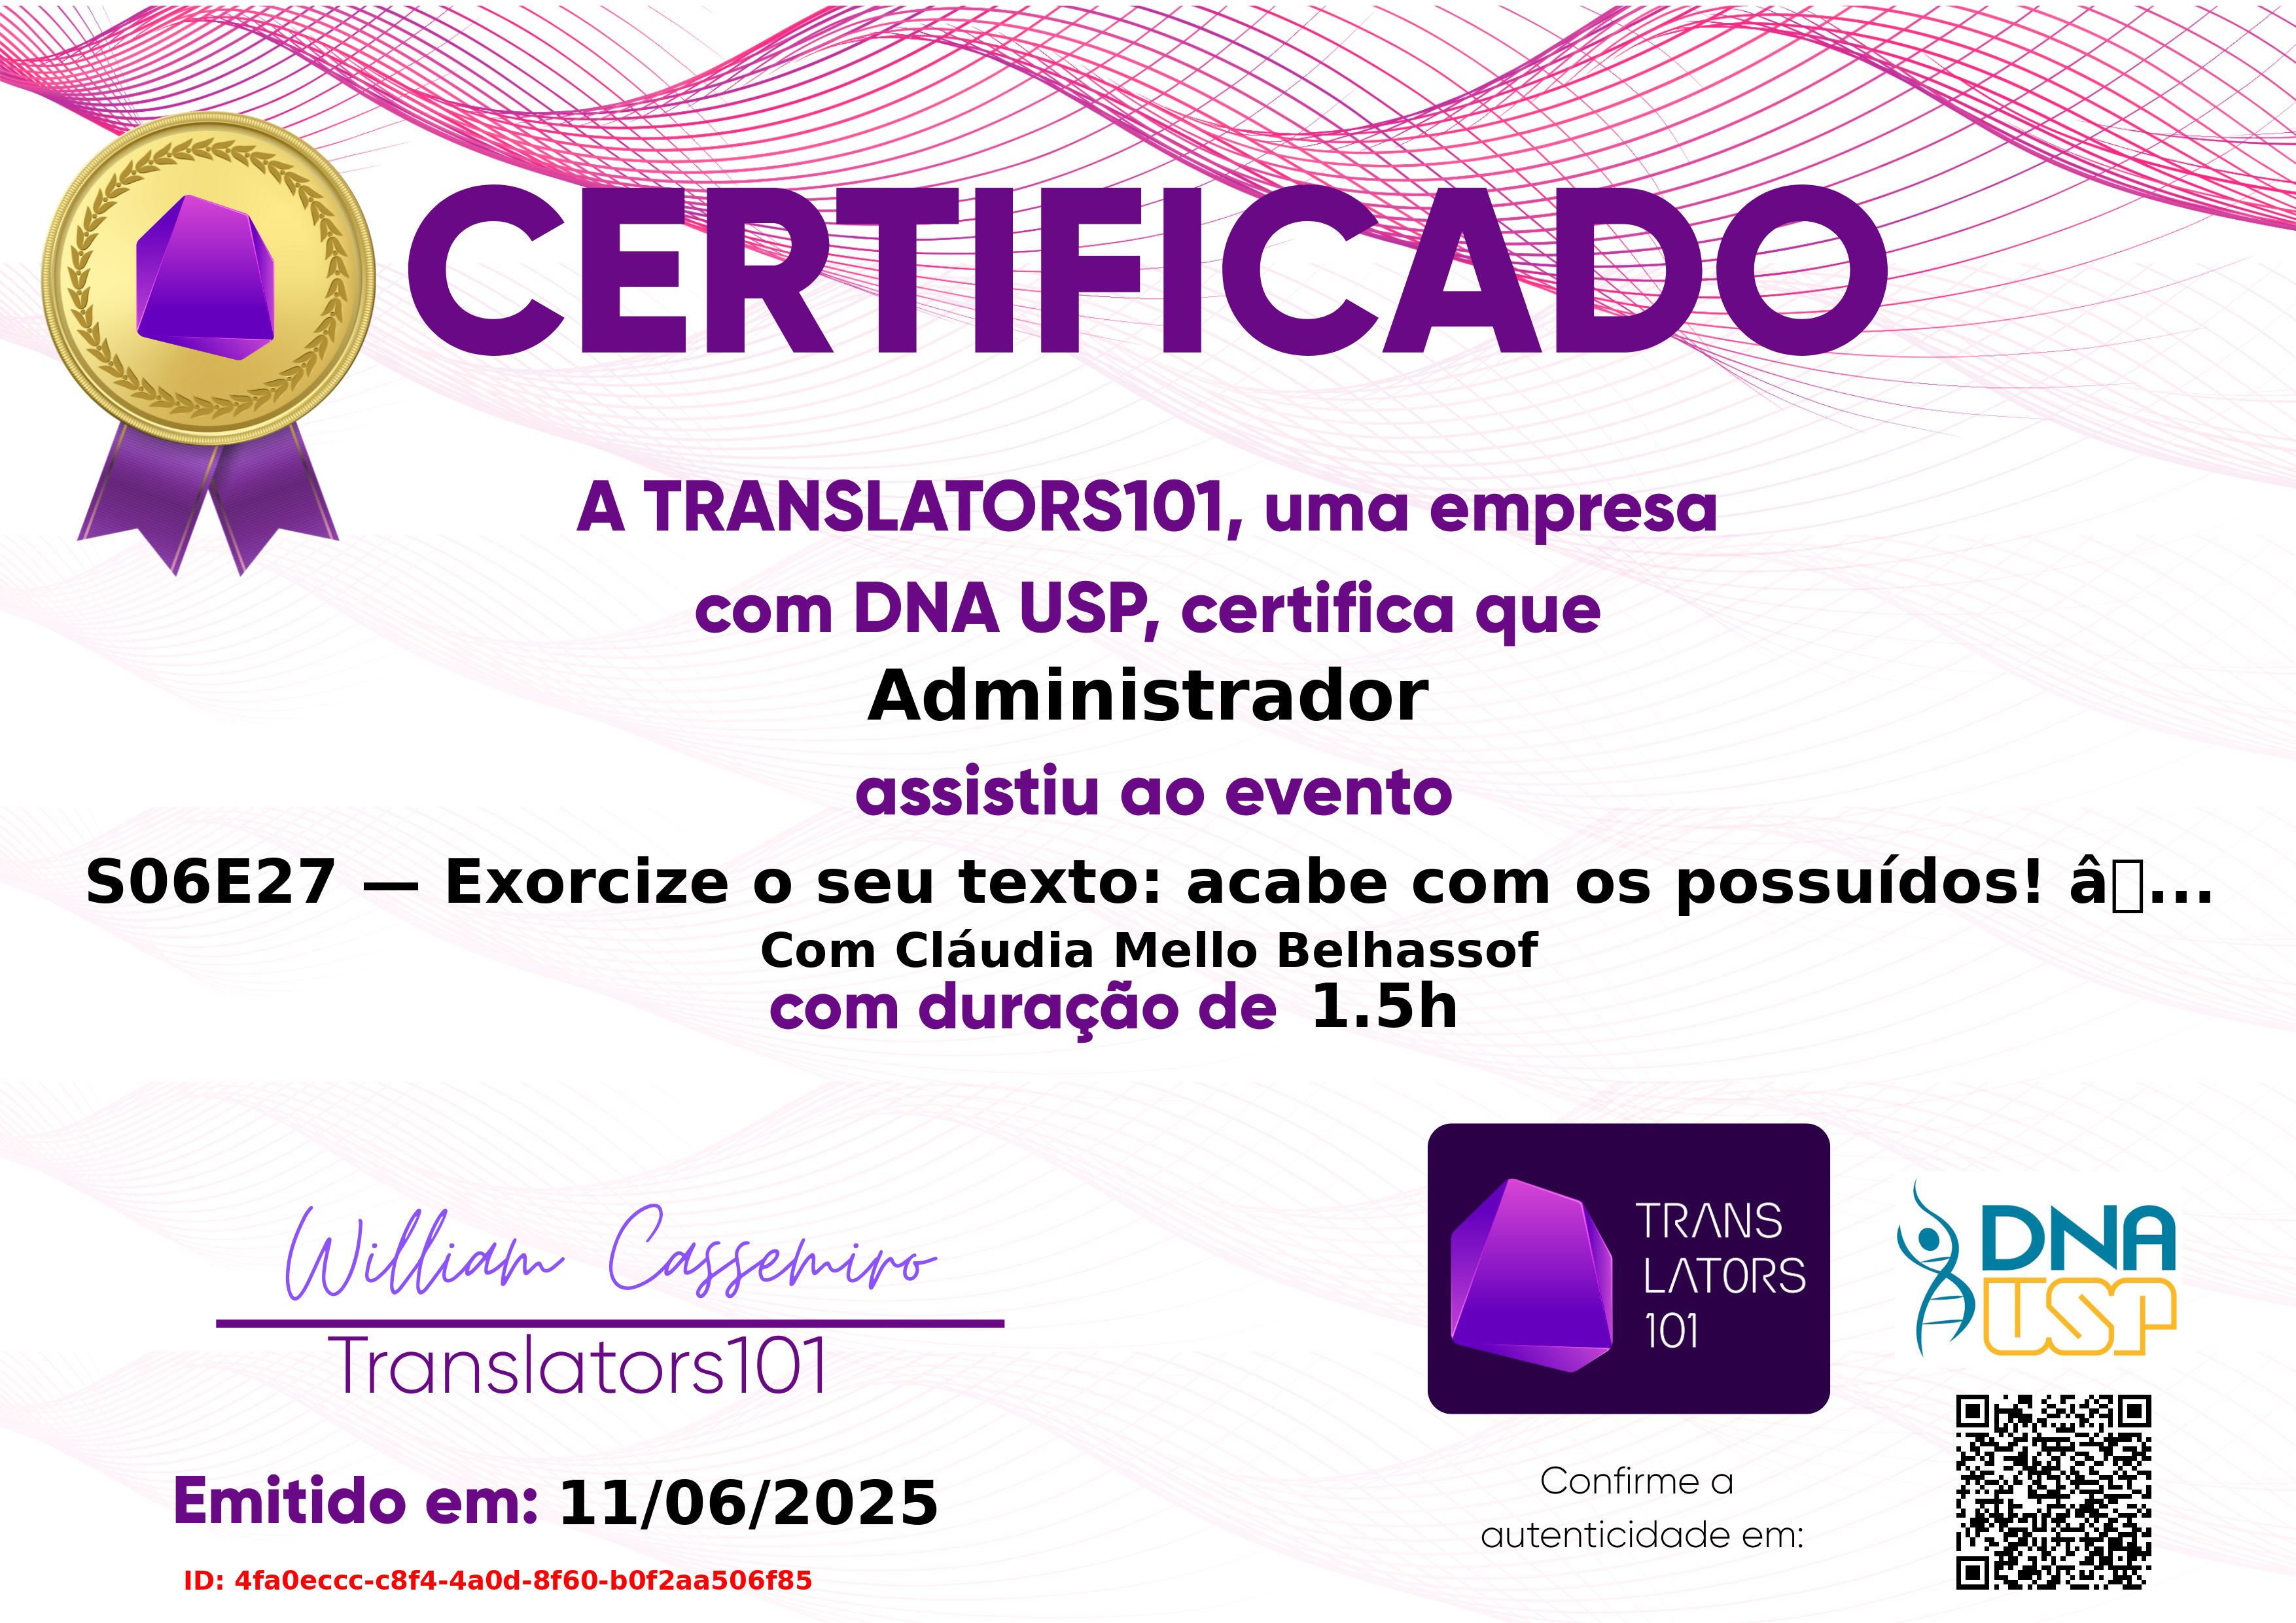 CERTIFICADO
A TRANSLATORS101, uma empresa
com DNA USP, certifica que
Administrador
assistiu ao evento
S06E27 — Exorcize o seu texto: acabe com os possuídos! â▯...
Com Cláudia Mello Belhassof
com duração de 1.5h
William Cassemiro
Translators101
TRANS
LATORS
101
DNA
USP
Emitido em: 11/06/2025
Confirme a
autenticidade em:
ID: 4fa0eccc-c8f4-4a0d-8f60-b0f2aa506f85